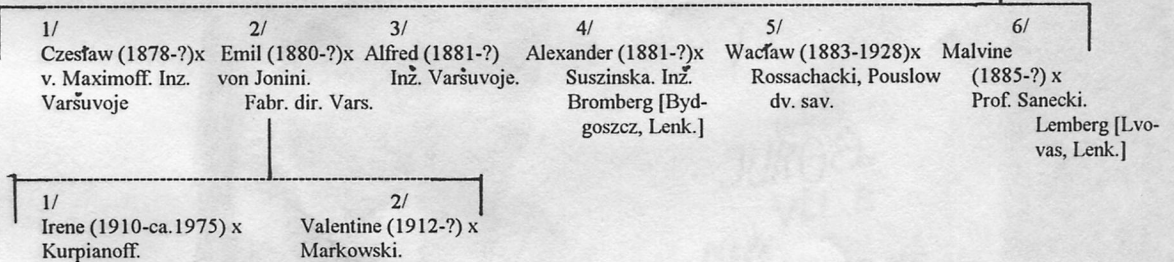 1/ 2/ 3/ 4/ 5/ 6/
Czesław (1878-?)x Emil (1880-?)x Alfred (1881-?) Alexander (1881-?)x Wacław (1883-1928)x Malvine
v. Maximoff. Inz. von Jonini. Inž. Varšuvoje. Suszinska. Inž. Rossachacki, Pouslow (1885-?) x
Varšuvoje Fabr. dir. Vars. Bromberg [Byd- dv. sav. Prof. Sanecki.
goszcz, Lenk.] Lemberg [Lvo-
vas, Lenk.]
1/ 2/
Irene (1910-ca.1975) x Valentine (1912-?) x
Kurpianoff. Markowski.